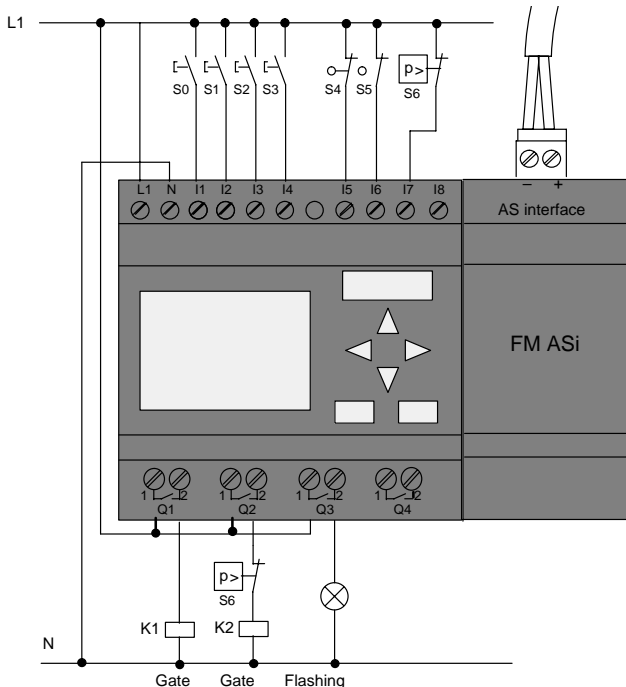 L1
S0 S1 S2 S3 S4 S5 p> S6
− +
L1 N I1 I2 I3 I4 I5 I6 I7 I8
AS interface
FM ASi
1 2 1 2 1 2 1 2
Q1 Q2 Q3 Q4
p>
S6
K1 K2
N
Gate Gate Flashing